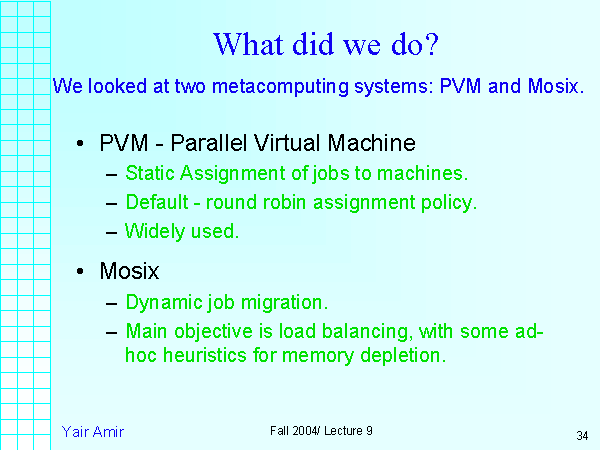 What did we do?
We looked at two metacomputing systems: PVM and Mosix.
• PVM - Parallel Virtual Machine
– Static Assignment of jobs to machines.
– Default - round robin assignment policy.
– Widely used.
• Mosix
– Dynamic job migration.
– Main objective is load balancing, with some ad-
hoc heuristics for memory depletion.
Yair Amir
Fall 2004/ Lecture 9
34